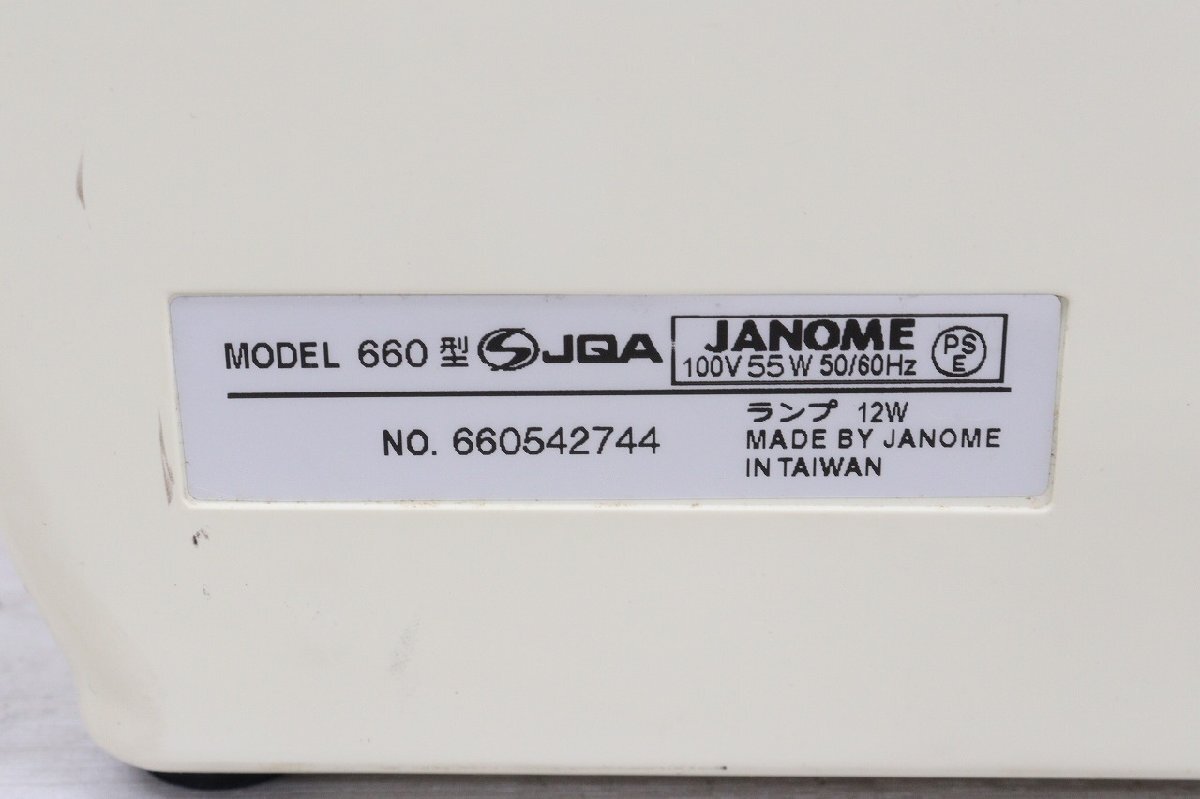 MODEL 660 型 JQA JANOME
100V 55W 50/60Hz PSE
NO. 660542744
ランプ 12W
MADE BY JANOME
IN TAIWAN